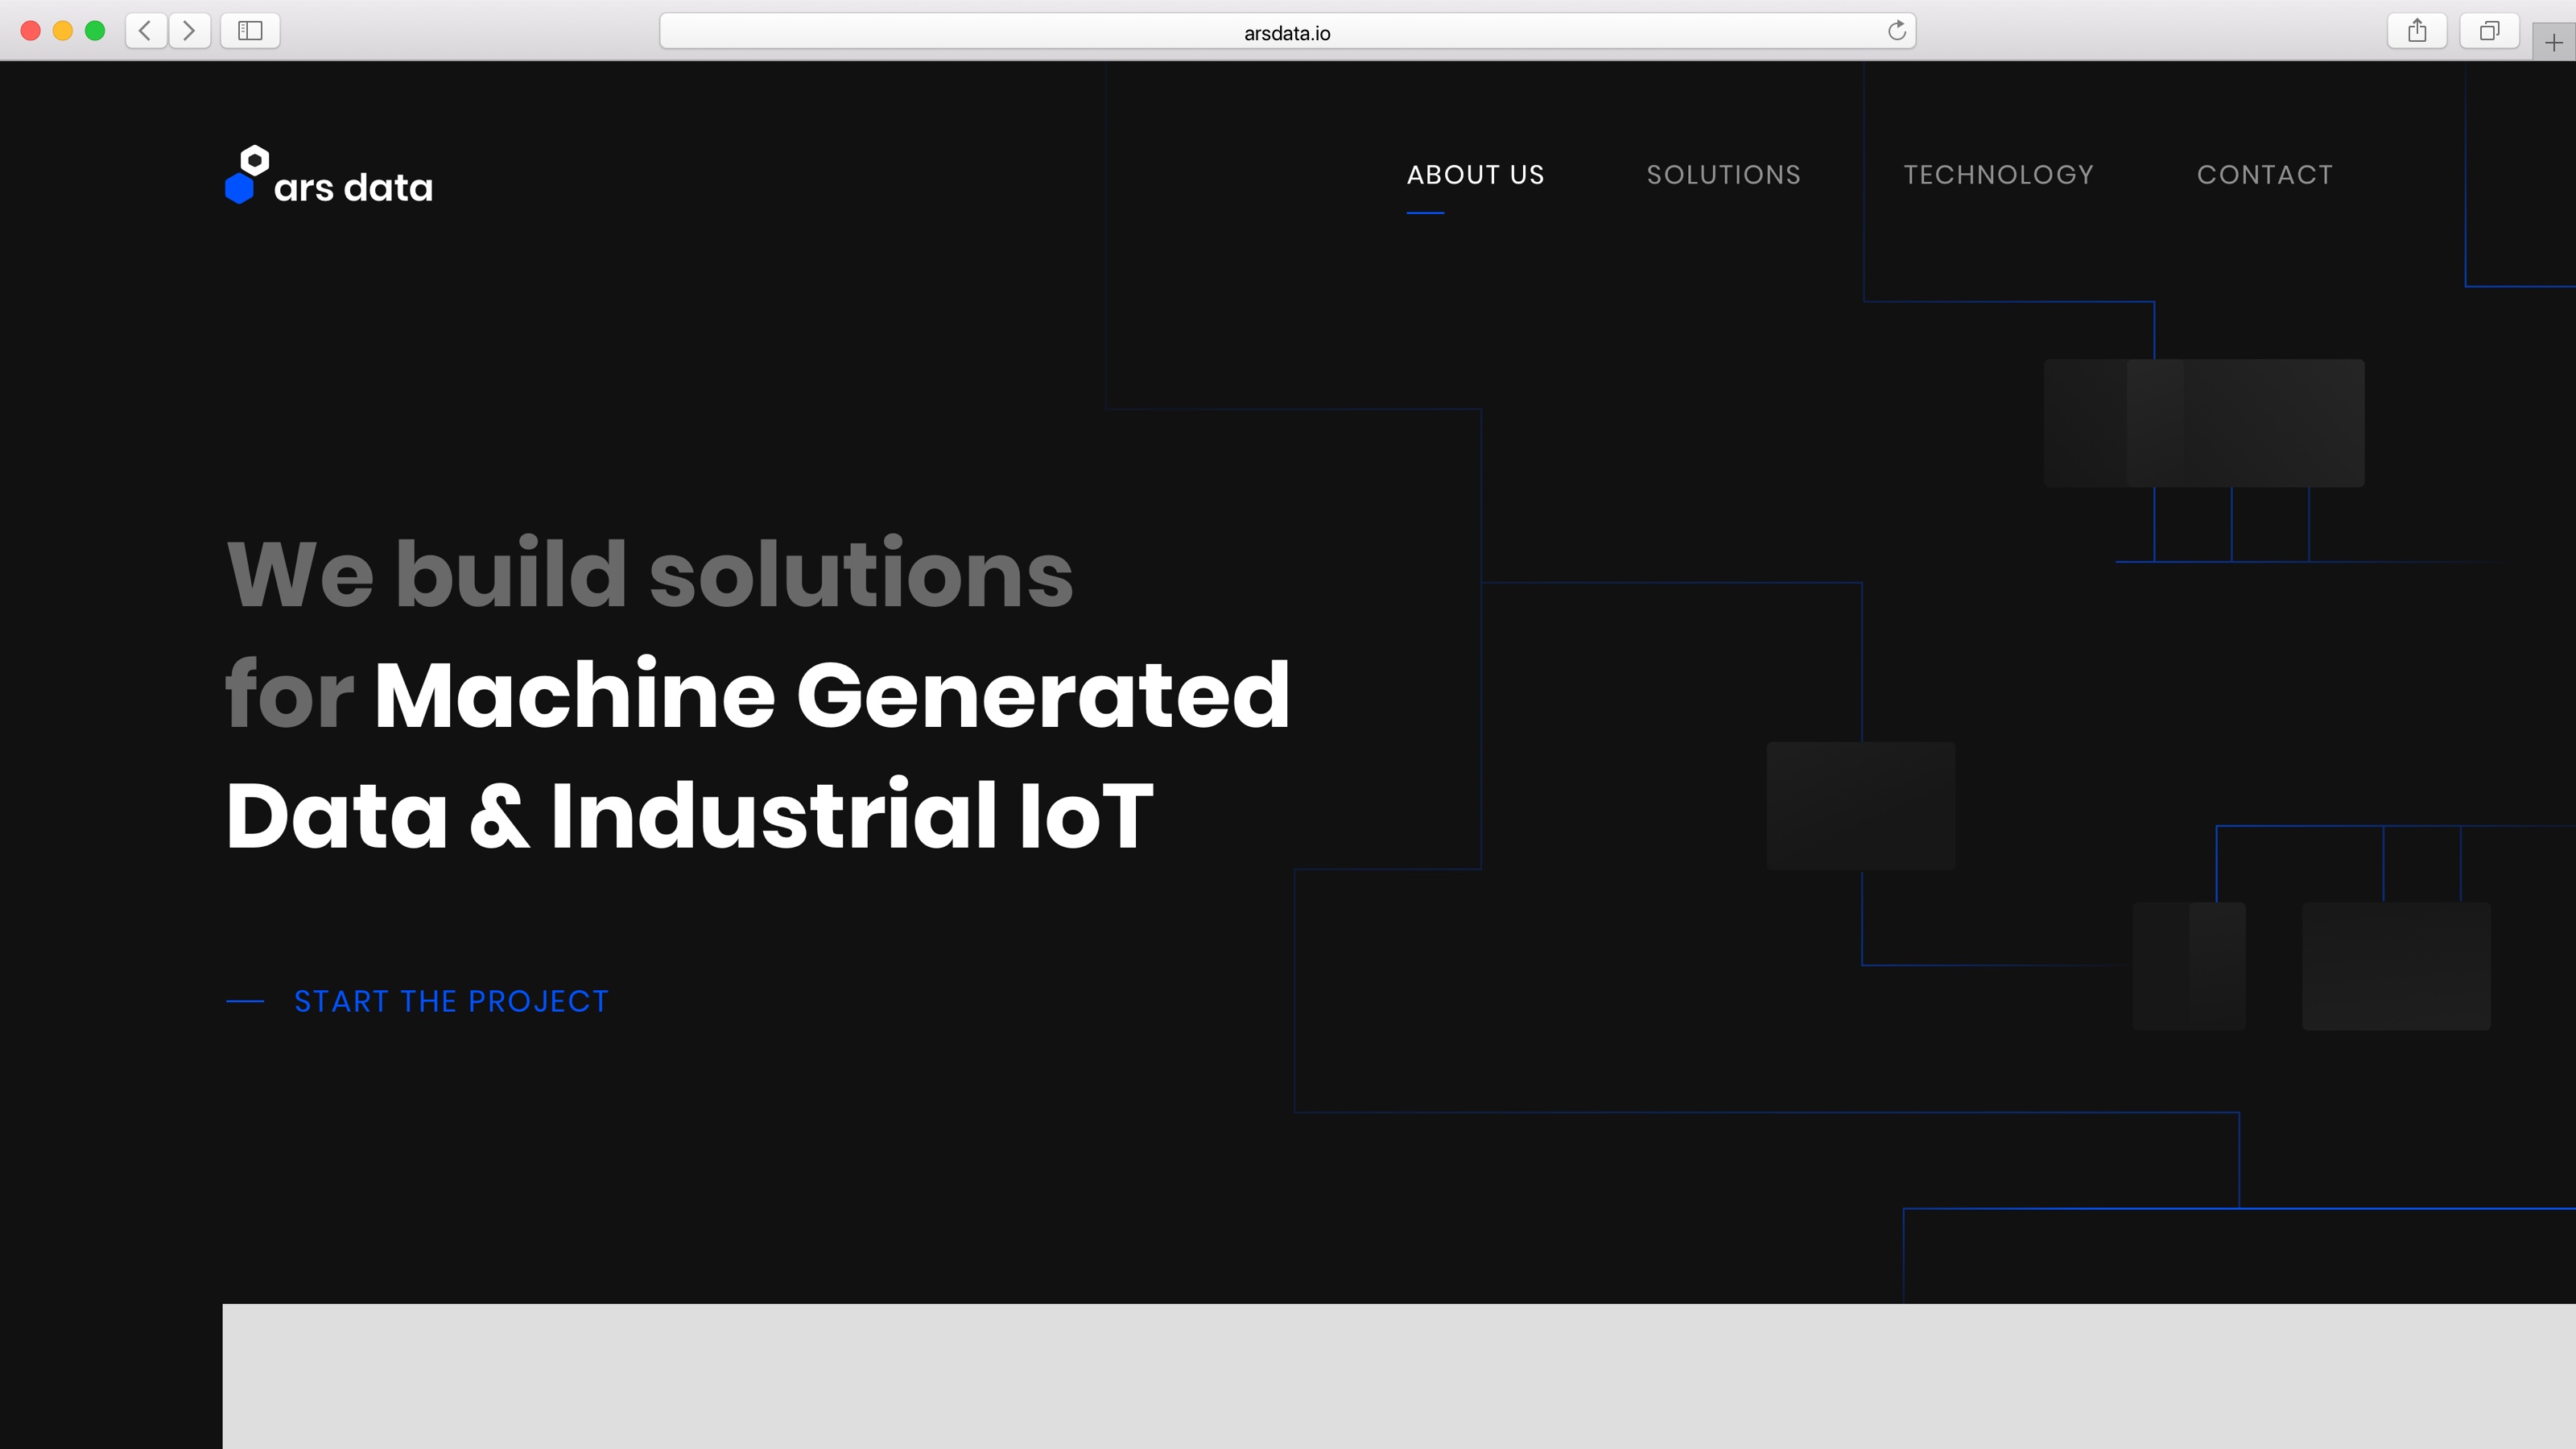 arsdata.io
ars data
ABOUT US SOLUTIONS TECHNOLOGY CONTACT
We build solutions
for Machine Generated
Data & Industrial IoT
START THE PROJECT